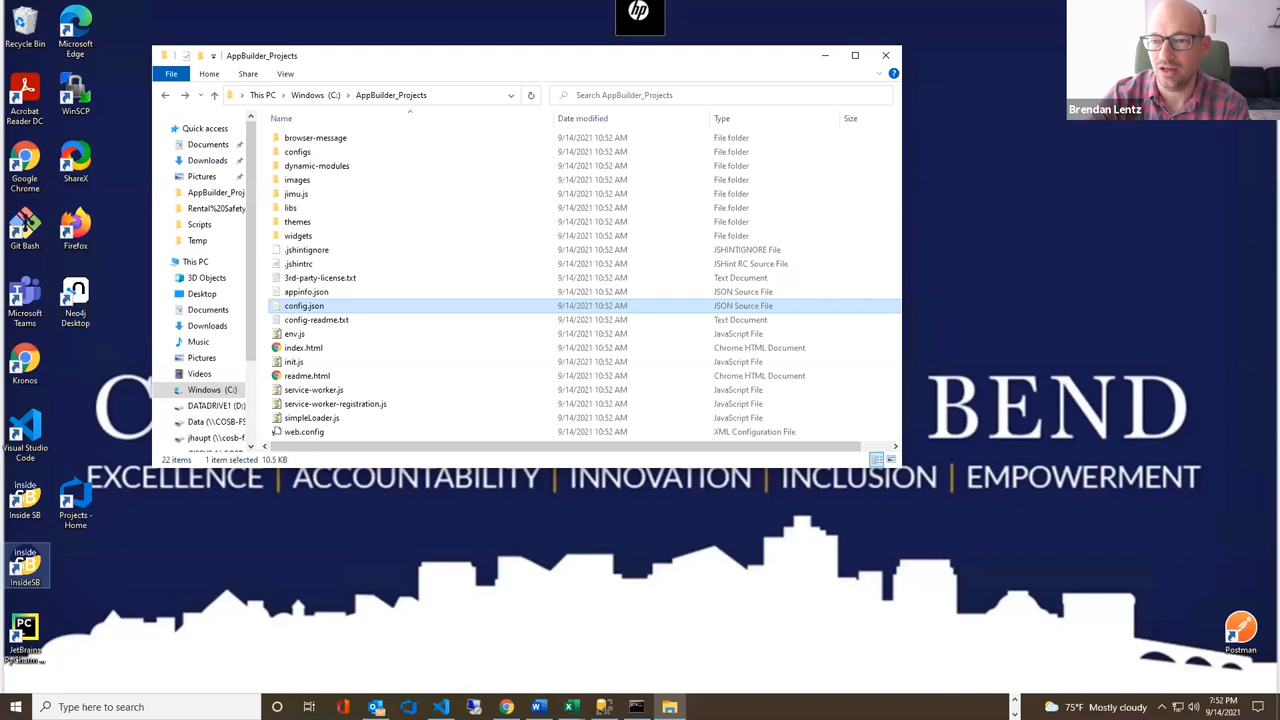 hp
Brendan Lentz
Recycle Bin
Microsoft Edge
Acrobat Reader DC
WinSCP
Google Chrome
ShareX
Git Bash
Firefox
Microsoft Teams
Neo4j Desktop
Kronos
Visual Studio Code
inside SB
Inside SB
Projects - Home
inside SB
InsideSB
PC
JetBrains PyCharm ...
Postman
AppBuilder_Projects
File Home Share View
This PC > Windows (C:) > AppBuilder_Projects
Search AppBuilder_Projects
Quick access
Documents
Downloads
Pictures
AppBuilder_Proj
Rental%20Safety
Scripts
Temp
This PC
3D Objects
Desktop
Documents
Downloads
Music
Pictures
Videos
Windows (C:)
DATADRIVE1 (D:)
Data (\\COSB-FS
jhaupt (\\cosb-f
Name Date modified Type Size
browser-message 9/14/2021 10:52 AM File folder
configs 9/14/2021 10:52 AM File folder
dynamic-modules 9/14/2021 10:52 AM File folder
images 9/14/2021 10:52 AM File folder
jimu.js 9/14/2021 10:52 AM File folder
libs 9/14/2021 10:52 AM File folder
themes 9/14/2021 10:52 AM File folder
widgets 9/14/2021 10:52 AM File folder
.jshintignore 9/14/2021 10:52 AM JSHINTIGNORE File
.jshintrc 9/14/2021 10:52 AM JSHint RC Source File
3rd-party-license.txt 9/14/2021 10:52 AM Text Document
appinfo.json 9/14/2021 10:52 AM JSON Source File
config.json 9/14/2021 10:52 AM JSON Source File
config-readme.txt 9/14/2021 10:52 AM Text Document
env.js 9/14/2021 10:52 AM JavaScript File
index.html 9/14/2021 10:52 AM Chrome HTML Document
init.js 9/14/2021 10:52 AM JavaScript File
readme.html 9/14/2021 10:52 AM Chrome HTML Document
service-worker.js 9/14/2021 10:52 AM JavaScript File
service-worker-registration.js 9/14/2021 10:52 AM JavaScript File
simpleLoader.js 9/14/2021 10:52 AM JavaScript File
web.config 9/14/2021 10:52 AM XML Configuration File
22 items 1 item selected 10.5 KB
C BEND
EXCELLENCE | ACCOUNTABILITY | INNOVATION | INCLUSION | EMPOWERMENT
Type here to search
75°F Mostly cloudy
7:52 PM
9/14/2021